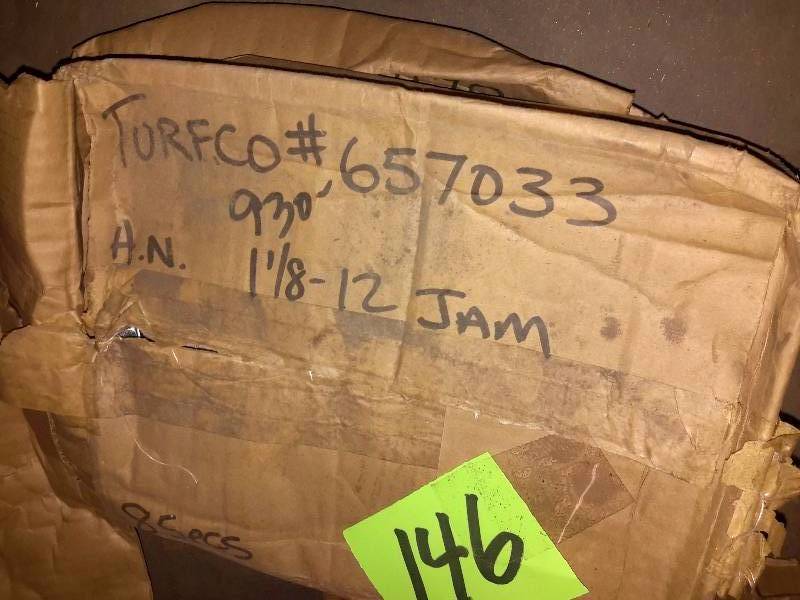 TURFCO # 657033
930'
H.N. 1 1/8-12 JAM
146